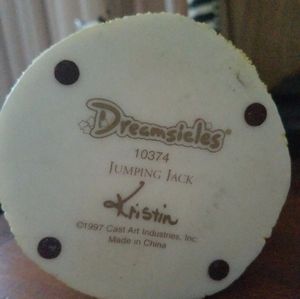 Dreamsicles®
10374
JUMPING JACK
Kristin
©1997 Cast Art Industries, Inc.
Made in China